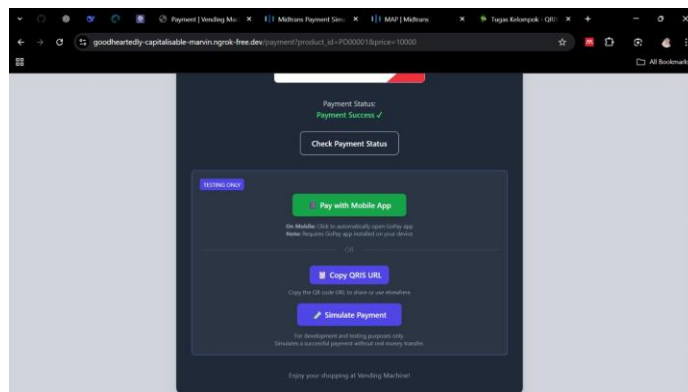 Payment | Vending Mac
Midtrans Payment Simu
MAP | Midtrans
Tugas Kelompok - QRIS
goodheartedly-capitalisable-marvin.ngrok-free.dev/payment?product_id=PD00001&price=10000
All Bookmarks
Payment Status:
Payment Success ✓
Check Payment Status
TESTING ONLY
Pay with Mobile App
On Mobile: Click to automatically open GoPay app
Note: Requires GoPay app installed on your device
OR
Copy QRIS URL
Copy the QR code URL to share or use elsewhere
Simulate Payment
For development and testing purposes only.
Simulates a successful payment without real money transfer.
Enjoy your shopping at Vending Machine!